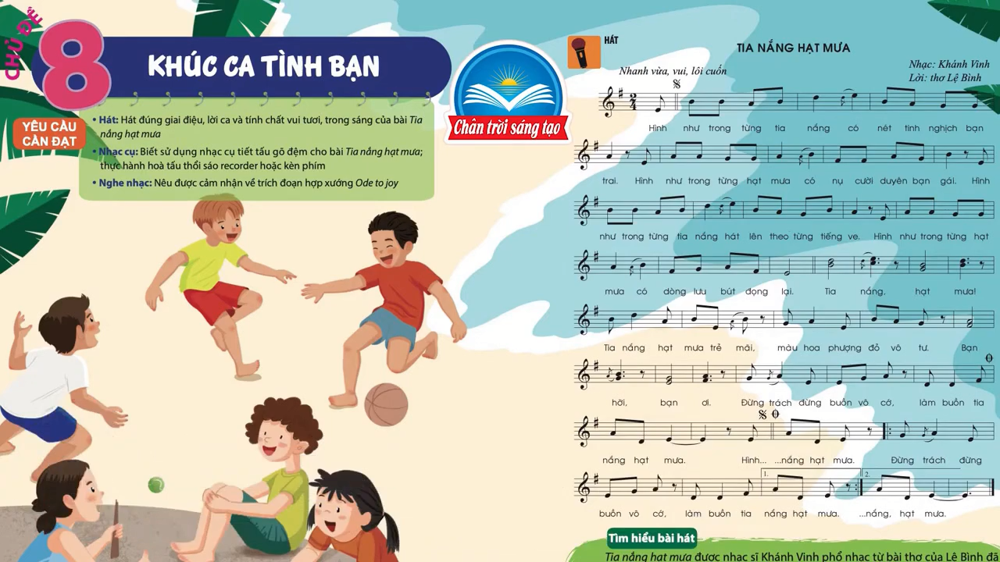 CHỦ ĐỀ
8
KHÚC CA TÌNH BẠN
YÊU CẦU
CẦN ĐẠT
• Hát: Hát đúng giai điệu, lời ca và tính chất vui tươi, trong sáng của bài Tia
nắng hạt mưa
• Nhạc cụ: Biết sử dụng nhạc cụ tiết tấu gõ đệm cho bài Tia nắng hạt mưa;
thực hành hoà tấu thổi sáo recorder hoặc kèn phím
• Nghe nhạc: Nêu được cảm nhận về trích đoạn hợp xướng Ode to joy
Chân trời sáng tạo
HÁT
TIA NẮNG HẠT MƯA
Nhanh vừa, vui, lôi cuốn
Nhạc: Khánh Vinh
Lời: thơ Lệ Bình
Hình như trong từng tia nắng có nét tinh nghịch bạn
trai. Hình như trong từng hạt mưa có nụ cười duyên bạn gái. Hình
như trong từng tia nắng hát lên theo từng tiếng ve. Hình như trong từng hạt
mưa có dòng lưu bút đọng lại. Tia nắng, hạt mưa!
Tia nắng hạt mưa trẻ mãi, màu hoa phượng đỏ vô tư. Bạn
hỡi, bạn ơi. Đừng trách đừng buồn vô cớ, làm buồn tia
nắng hạt mưa. Hình... ...nắng hạt mưa. Đừng trách đừng
1. 2.
buồn vô cớ, làm buồn tia nắng hạt mưa. ...nắng, hạt mưa.
Tìm hiểu bài hát
Tia nắng hạt mưa được nhạc sĩ Khánh Vinh phổ nhạc từ bài thơ của Lệ Bình đã